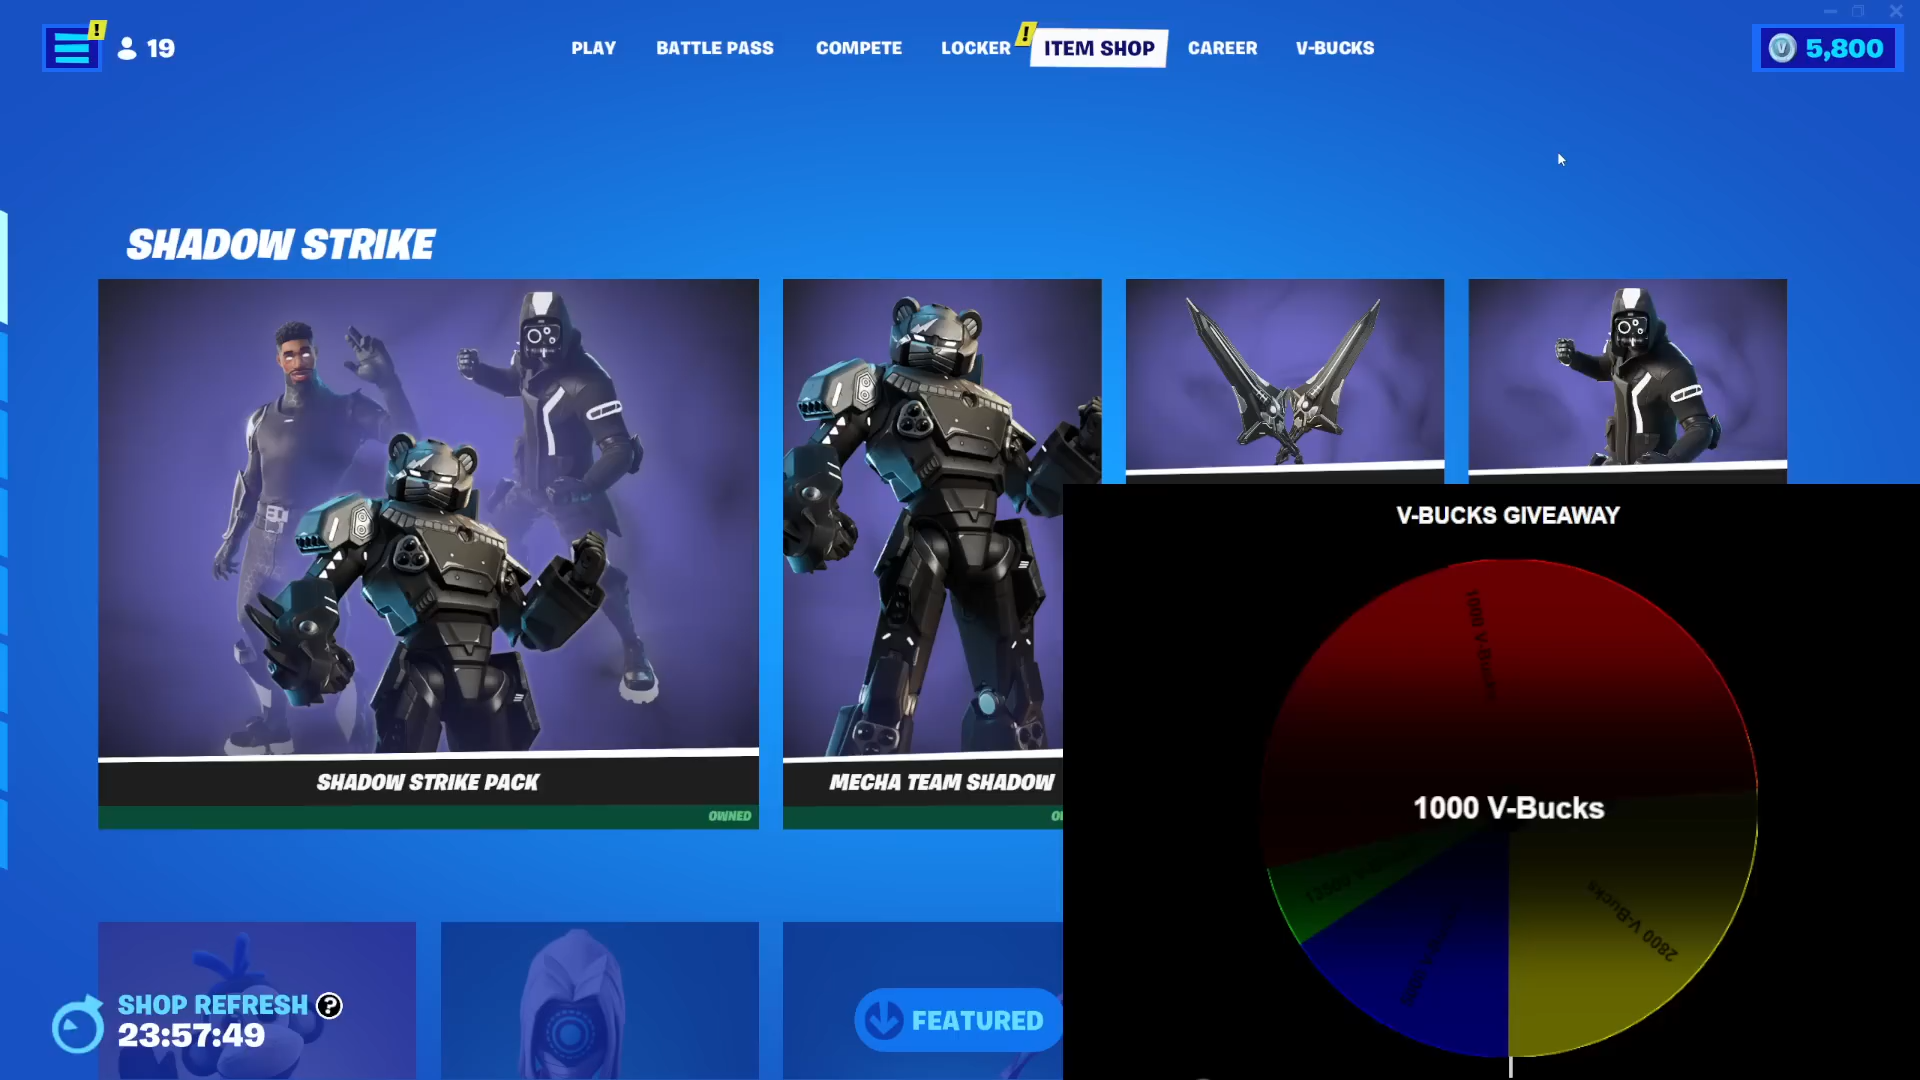 !
19
PLAY
BATTLE PASS
COMPETE
LOCKER
!
ITEM SHOP
CAREER
V-BUCKS
5,800
SHADOW STRIKE
SHADOW STRIKE PACK
OWNED
MECHA TEAM SHADOW
V-BUCKS GIVEAWAY
1000 V-Bucks
1000 V-Bucks
2800 V-Bucks
SHOP REFRESH ?
23:57:49
FEATURED